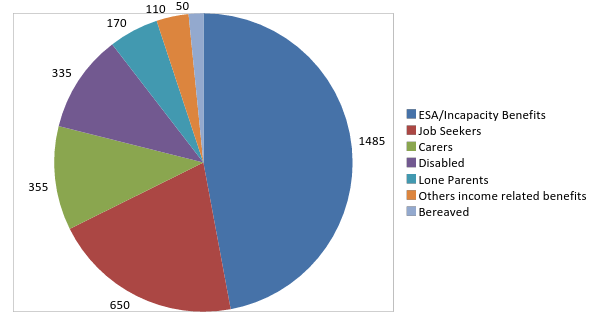 50
110
170
335
1485
355
650
ESA/Incapacity Benefits
Job Seekers
Carers
Disabled
Lone Parents
Others income related benefits
Bereaved